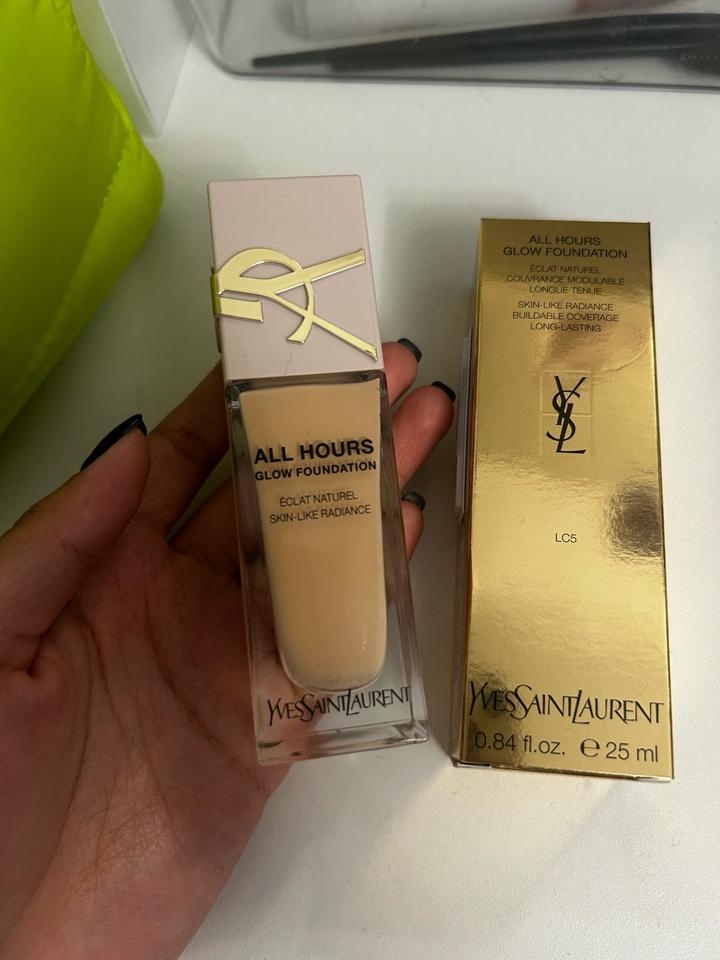 ALL HOURS
GLOW FOUNDATION
ÉCLAT NATUREL
SKIN-LIKE RADIANCE
YVESSAINTLAURENT
ALL HOURS
GLOW FOUNDATION
ÉCLAT NATUREL
COUVRANCE MODULABLE
LONGUE TENUE
SKIN-LIKE RADIANCE
BUILDABLE COVERAGE
LONG-LASTING
YSL
LC5
YVESSAINTLAURENT
0.84 fl.oz. ℮ 25 ml